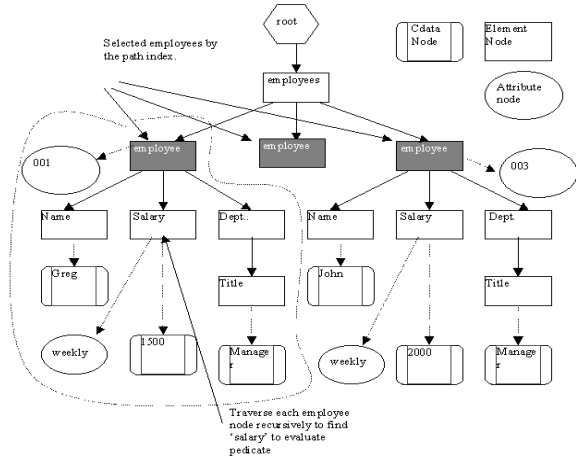 root
Cdata
Node
Element
Node
Selected employees by
the path index.
employees
Attribute
node
employee
employee
employee
001
003
Name
Salary
Dept..
Name
Salary
Dept.
Greg
Title
John
Title
weekly
1500
Manage
r
weekly
2000
Manage
r
Traverse each employee
node recursively to find
‘salary’ to evaluate
pedicate